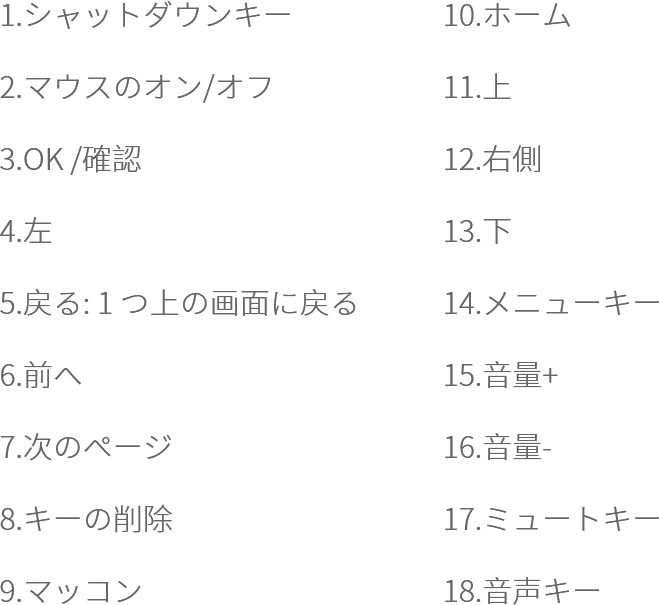 1.シャットダウンキー
2.マウスのオン/オフ
3.OK /確認
4.左
5.戻る: 1 つ上の画面に戻る
6.前へ
7.次のページ
8.キーの削除
9.マッコン
10.ホーム
11.上
12.右側
13.下
14.メニューキー
15.音量+
16.音量-
17.ミュートキー
18.音声キー